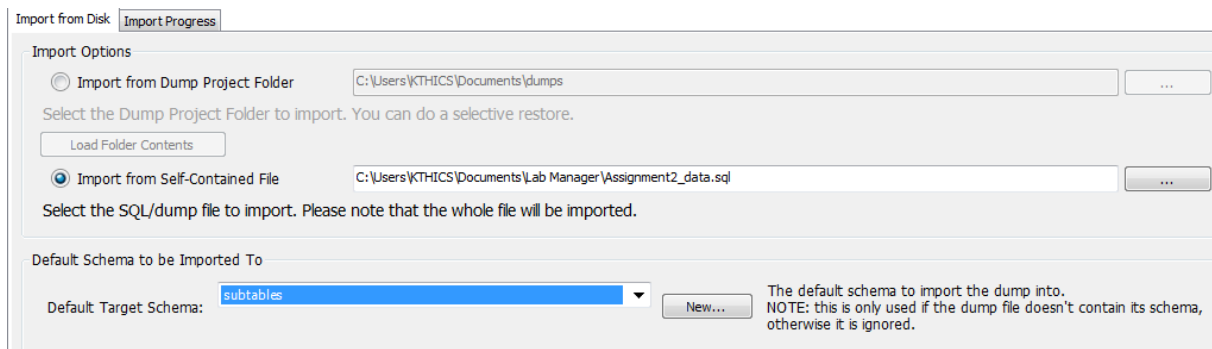 Import from Disk Import Progress
Import Options
Import from Dump Project Folder C:\Users\KTHICS\Documents\dumps ...
Select the Dump Project Folder to import. You can do a selective restore.
Load Folder Contents
Import from Self-Contained File C:\Users\KTHICS\Documents\Lab Manager\Assignment2_data.sql ...
Select the SQL/dump file to import. Please note that the whole file will be imported.
Default Schema to be Imported To
Default Target Schema: subtables New... The default schema to import the dump into.
NOTE: this is only used if the dump file doesn't contain its schema,
otherwise it is ignored.